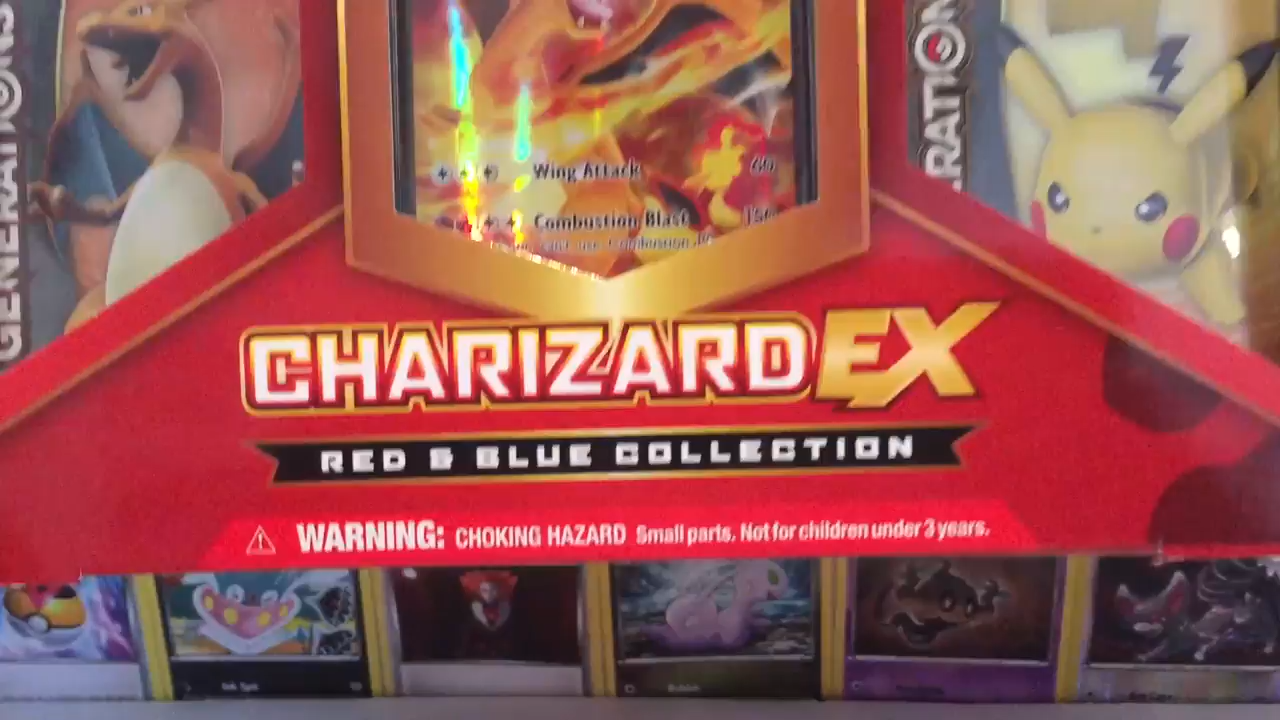 GENERATIONS
Wing Attack 60
Combustion Blast 150
CHARIZARD EX
RED & BLUE COLLECTION
WARNING: CHOKING HAZARD Small parts. Not for children under 3 years.